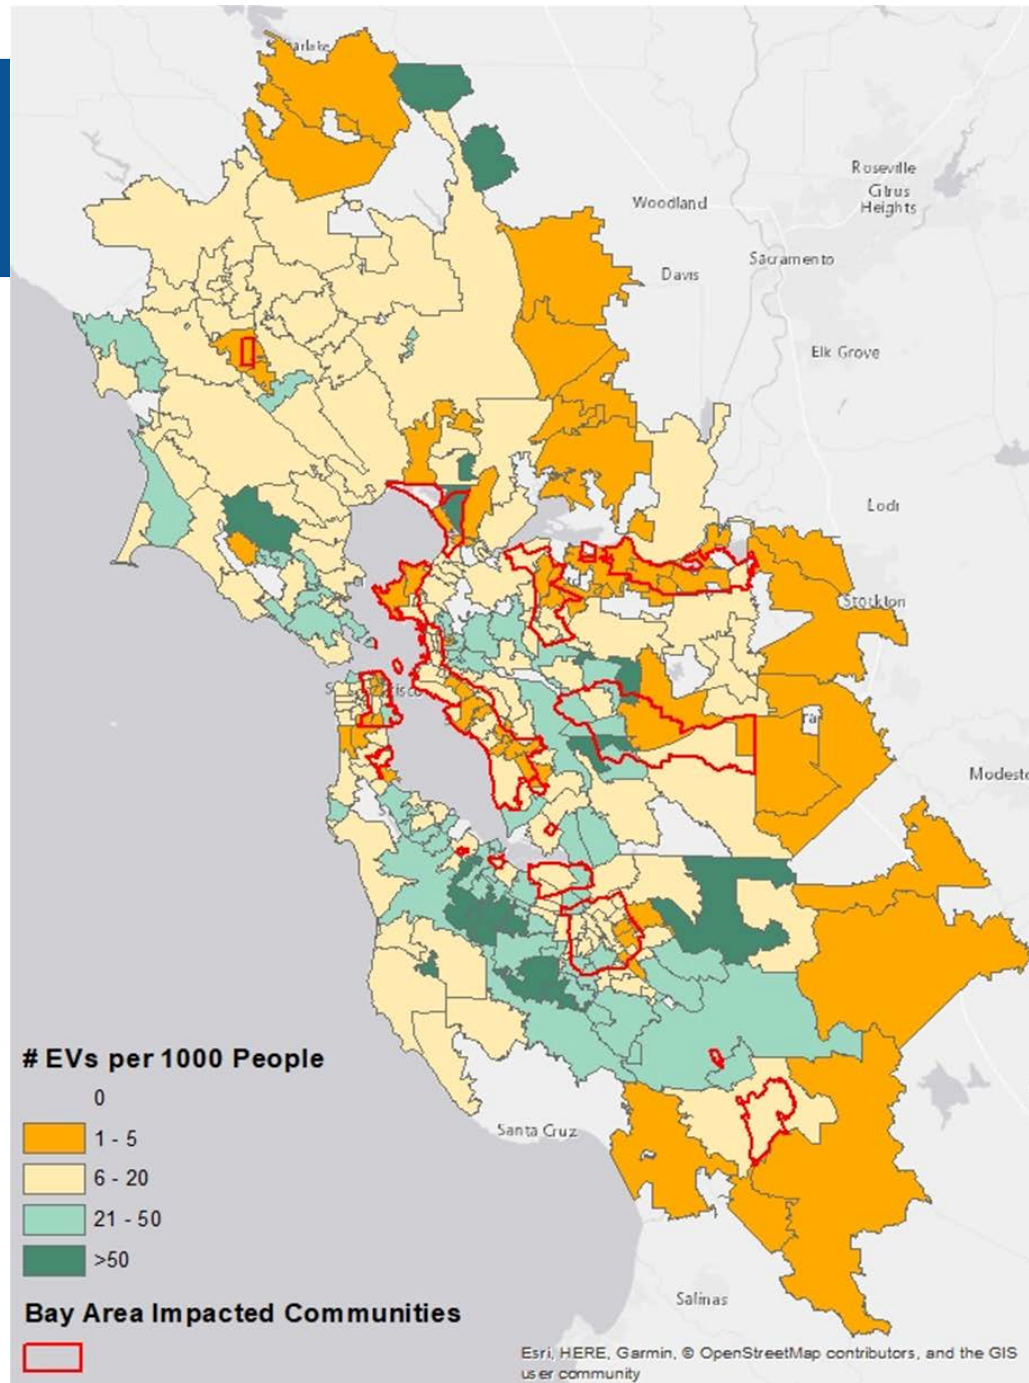 Woodland
Roseville
Citrus
Heights
Sacramento
Davis
Elk Grove
Lodi
Stockton
Modesto
Santa Cruz
Salinas
# EVs per 1000 People
0
1 - 5
6 - 20
21 - 50
>50
Bay Area Impacted Communities
Esri, HERE, Garmin, © OpenStreetMap contributors, and the GIS
user community